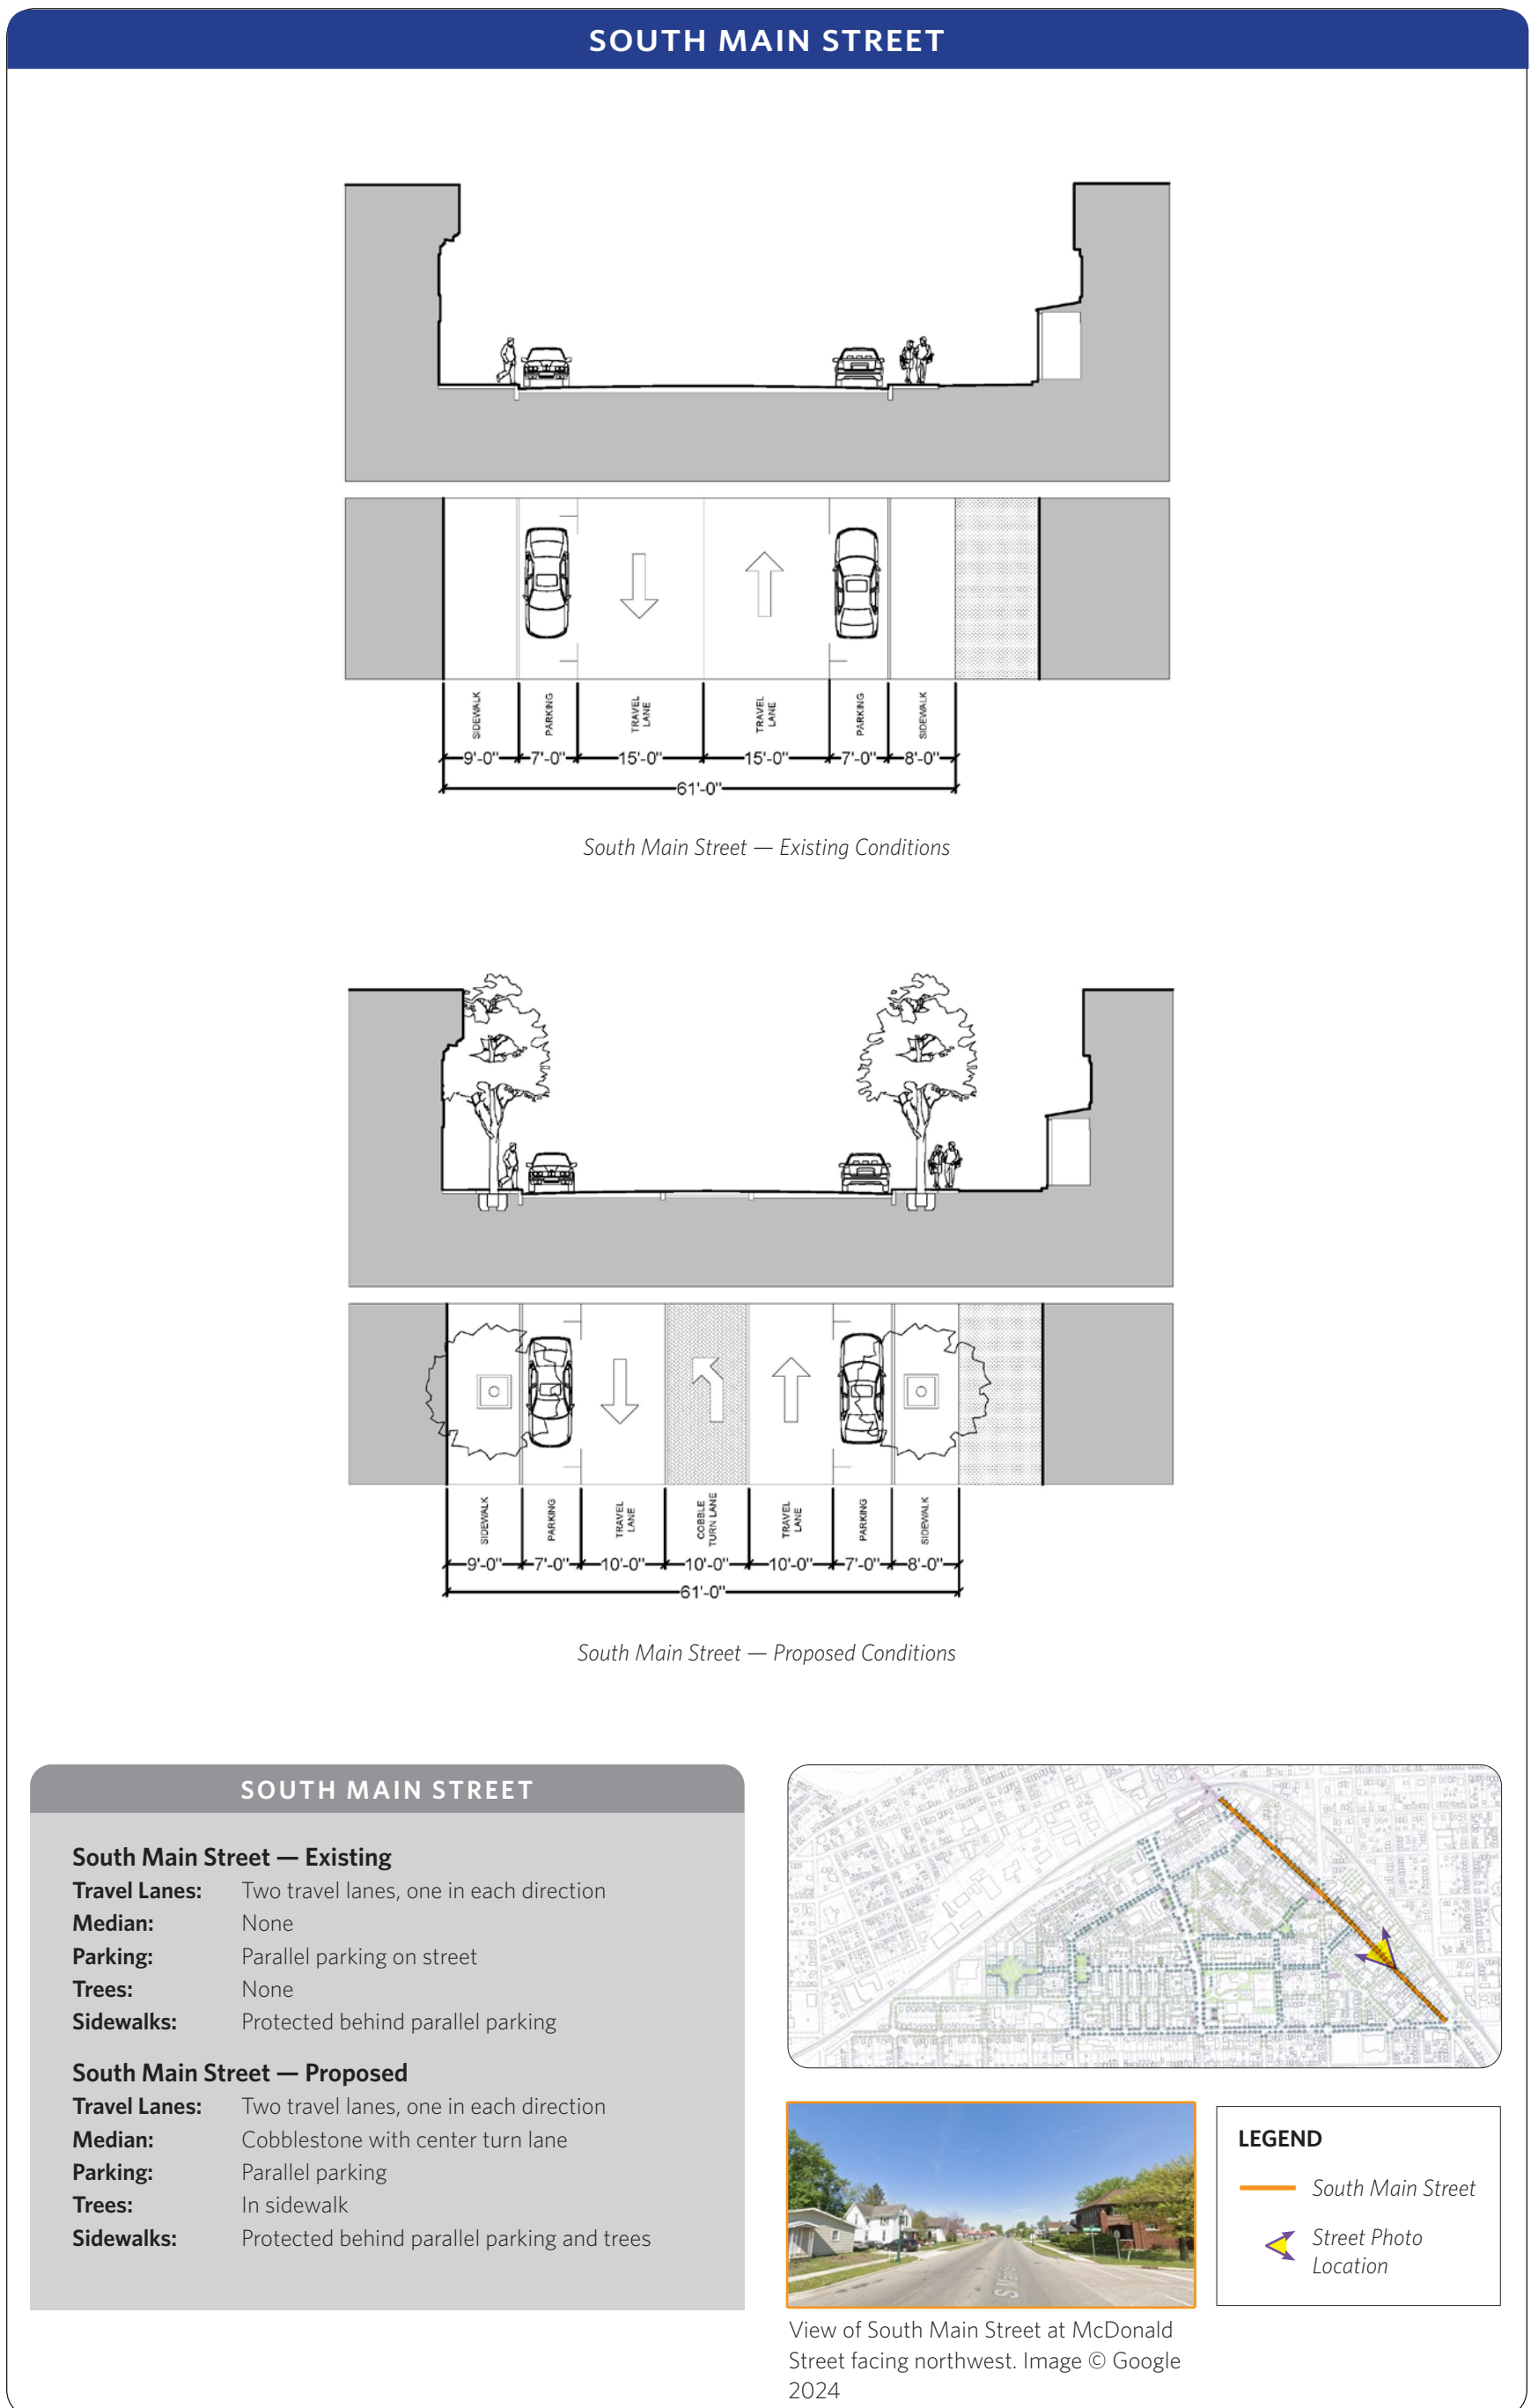 SOUTH MAIN STREET
SIDEWALK
PARKING
TRAVEL
LANE
TRAVEL
LANE
PARKING
SIDEWALK
9'-0" 7'-0" 15'-0" 15'-0" 7'-0" 8'-0"
61'-0"
South Main Street — Existing Conditions
SIDEWALK
PARKING
TRAVEL
LANE
COBBLE
TURN LANE
TRAVEL
LANE
PARKING
SIDEWALK
9'-0" 7'-0" 10'-0" 10'-0" 10'-0" 7'-0" 8'-0"
61'-0"
South Main Street — Proposed Conditions
SOUTH MAIN STREET
South Main Street — Existing
Travel Lanes: Two travel lanes, one in each direction
Median: None
Parking: Parallel parking on street
Trees: None
Sidewalks: Protected behind parallel parking
South Main Street — Proposed
Travel Lanes: Two travel lanes, one in each direction
Median: Cobblestone with center turn lane
Parking: Parallel parking
Trees: In sidewalk
Sidewalks: Protected behind parallel parking and trees
View of South Main Street at McDonald
Street facing northwest. Image © Google
2024
LEGEND
South Main Street
Street Photo
Location